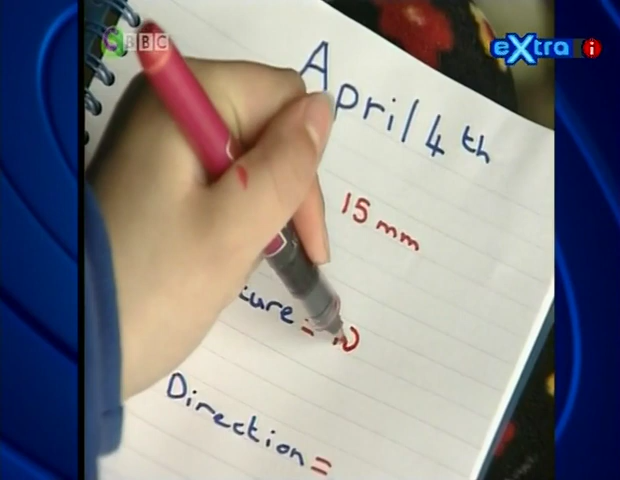 BBC
eXtra i
April 4th
15 mm
ture =
Direction =